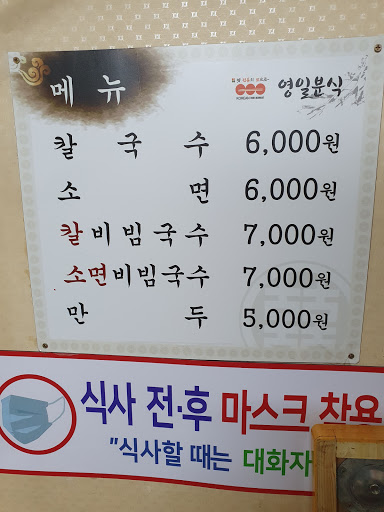 메뉴
영일분식
칼국수 6,000원
소면 6,000원
칼비빔국수 7,000원
소면비빔국수 7,000원
만두 5,000원
식사 전·후 마스크 착용
"식사할 때는 대화자